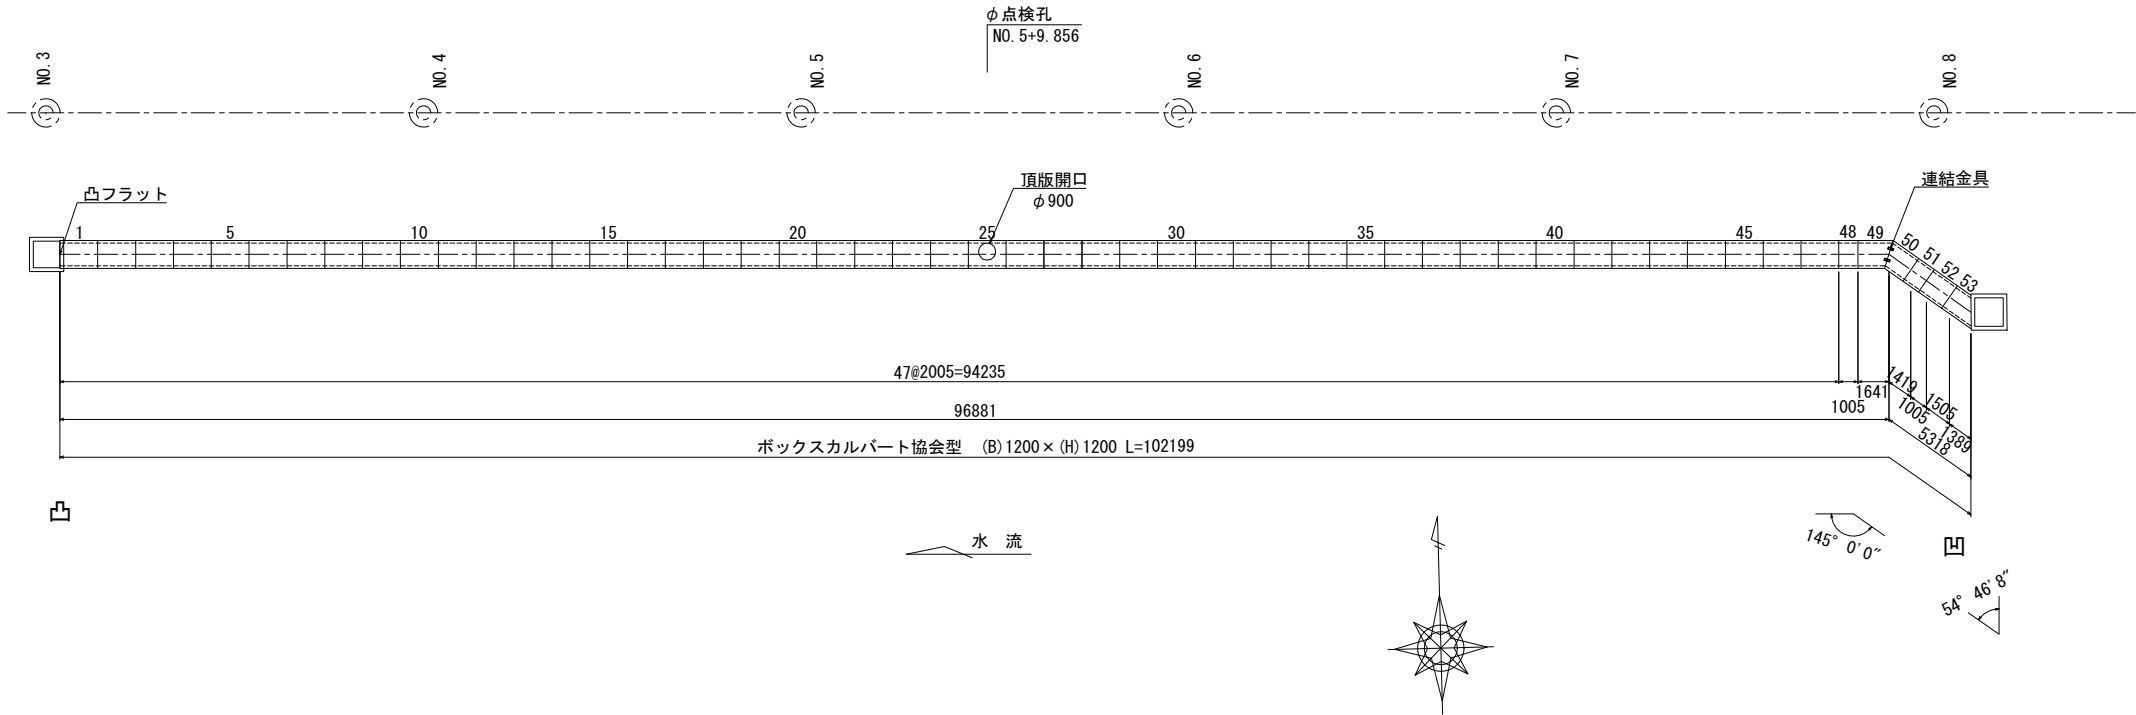 φ点検孔
NO.5+9.856
NO.3
NO.4
NO.5
NO.6
NO.7
NO.8
凸フラット
頂版開口
φ900
連結金具
1 5 10 15 20 25 30 35 40 45 48 49 50 51 52 53
47@2005=94235
1641
1419
1505
96881
1005
1005
1389
5318
ボックスカルバート協会型 (B)1200×(H)1200 L=102199
凸
水 流
145° 0'0″
凹
54° 46'8″